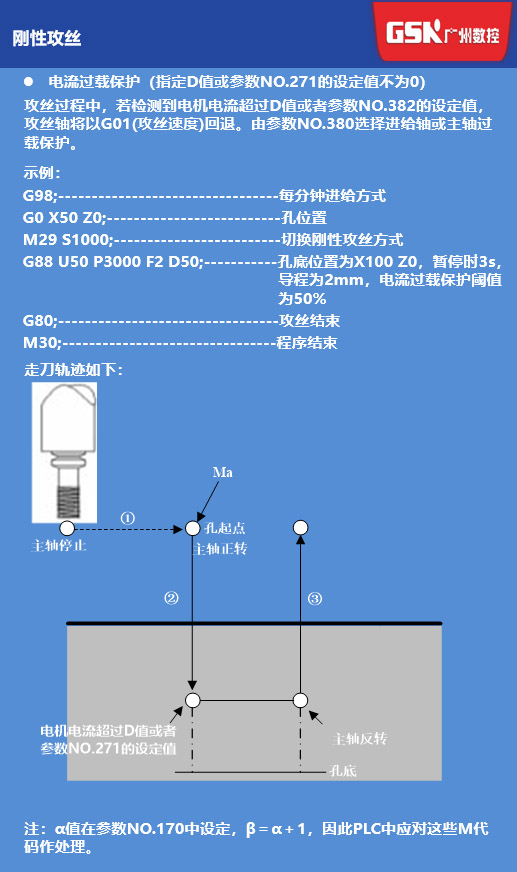 刚性攻丝
GSK广州数控
● 电流过载保护（指定D值或参数NO.271的设定值不为0）
攻丝过程中，若检测到电机电流超过D值或者参数NO.382的设定值，
攻丝轴将以G01(攻丝速度)回退。由参数NO.380选择进给轴或主轴过
载保护。
示例：
G98;---------------------------------每分钟进给方式
G0 X50 Z0;--------------------------孔位置
M29 S1000;-------------------------切换刚性攻丝方式
G88 U50 P3000 F2 D50;-----------孔底位置为X100 Z0，暂停时3s，
导程为2mm，电流过载保护阈值
为50%
G80;---------------------------------攻丝结束
M30;--------------------------------程序结束
走刀轨迹如下：
Ma
①
孔起点
主轴停止
主轴正转
②
③
电机电流超过D值或者
参数NO.271的设定值
主轴反转
孔底
注：α值在参数NO.170中设定，β＝α＋1，因此PLC中应对这些M代
码作处理。